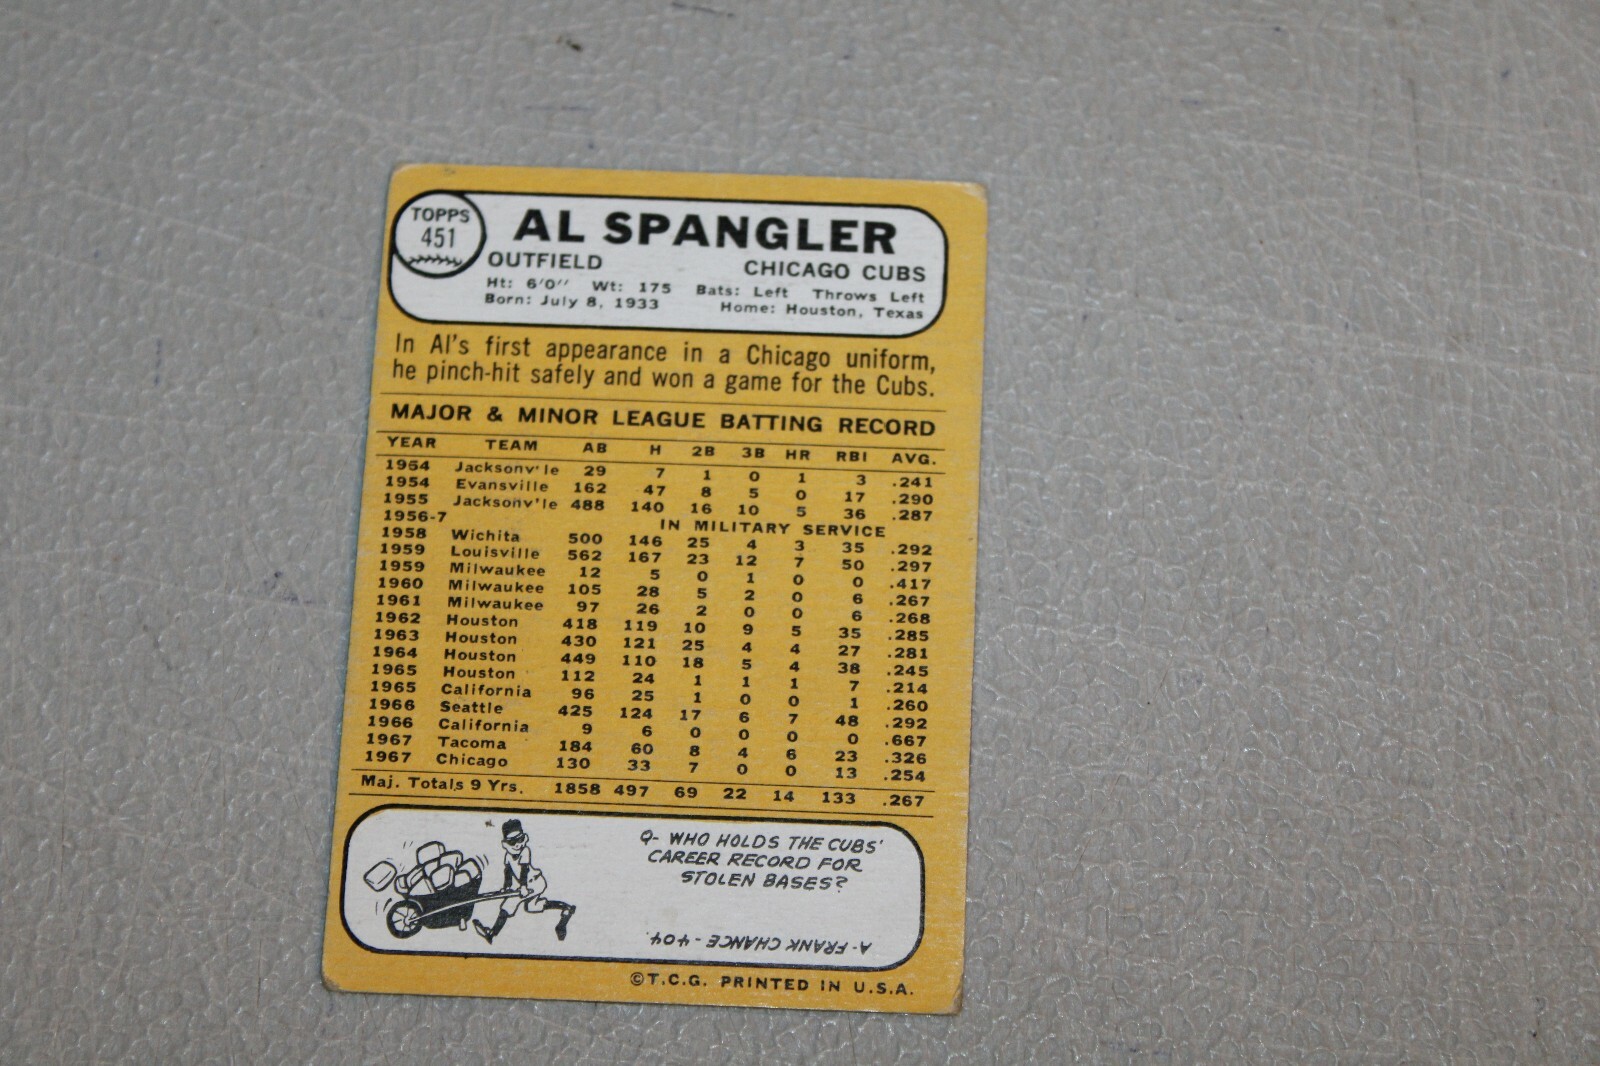 TOPPS
451
AL SPANGLER
OUTFIELD CHICAGO CUBS
Ht: 6'0" Wt: 175 Bats: Left Throws Left
Born: July 8, 1933 Home: Houston, Texas
In Al's first appearance in a Chicago uniform,
he pinch-hit safely and won a game for the Cubs.
MAJOR & MINOR LEAGUE BATTING RECORD
YEAR TEAM AB H 2B 3B HR RBI AVG.
1954 Jacksonv'le 29 7 1 0 1 3 .241
1954 Evansville 162 47 8 5 0 17 .290
1955 Jacksonv'le 488 140 16 10 5 36 .287
1956-7 IN MILITARY SERVICE
1958 Wichita 500 146 25 4 3 35 .292
1959 Louisville 562 167 23 12 7 50 .297
1959 Milwaukee 12 5 0 1 0 0 .417
1960 Milwaukee 105 28 5 2 0 6 .267
1961 Milwaukee 97 26 2 0 0 6 .268
1962 Houston 418 119 10 9 5 35 .285
1963 Houston 430 121 25 4 4 27 .281
1964 Houston 449 110 18 5 4 38 .245
1965 Houston 112 24 1 1 1 7 .214
1965 California 96 25 1 0 0 1 .260
1966 Seattle 425 124 17 6 7 48 .292
1966 California 9 6 0 0 0 0 .667
1967 Tacoma 184 60 8 4 6 23 .326
1967 Chicago 130 33 7 0 0 13 .254
Maj. Totals 9 Yrs. 1858 497 69 22 14 133 .267
Q- WHO HOLDS THE CUBS'
CAREER RECORD FOR
STOLEN BASES?
A- FRANK CHANCE - 404.
©T.C.G. PRINTED IN U.S.A.